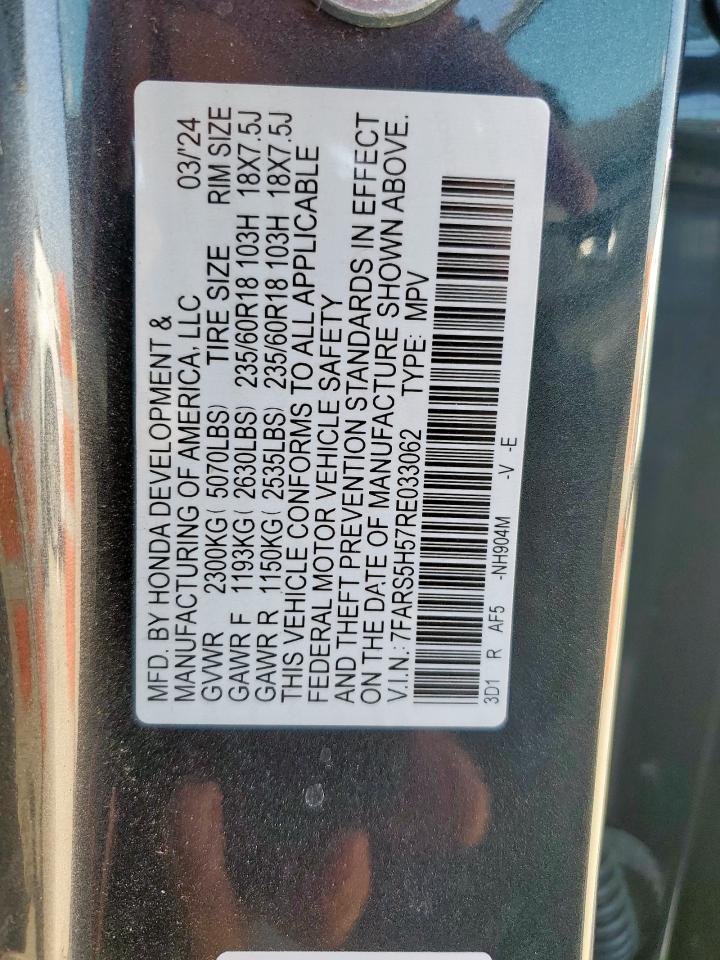 MFD. BY HONDA DEVELOPMENT &
MANUFACTURING OF AMERICA, LLC 03/'24
GVWR 2300KG( 5070LBS) TIRE SIZE RIM SIZE
GAWR F 1193KG( 2630LBS) 235/60R18 103H 18X7.5J
GAWR R 1150KG( 2535LBS) 235/60R18 103H 18X7.5J
THIS VEHICLE CONFORMS TO ALL APPLICABLE
FEDERAL MOTOR VEHICLE SAFETY
AND THEFT PREVENTION STANDARDS IN EFFECT
ON THE DATE OF MANUFACTURE SHOWN ABOVE.
V.I.N.: 7FARS5H57RE033062 TYPE: MPV
3D1 R AF5 -NH904M -V -E